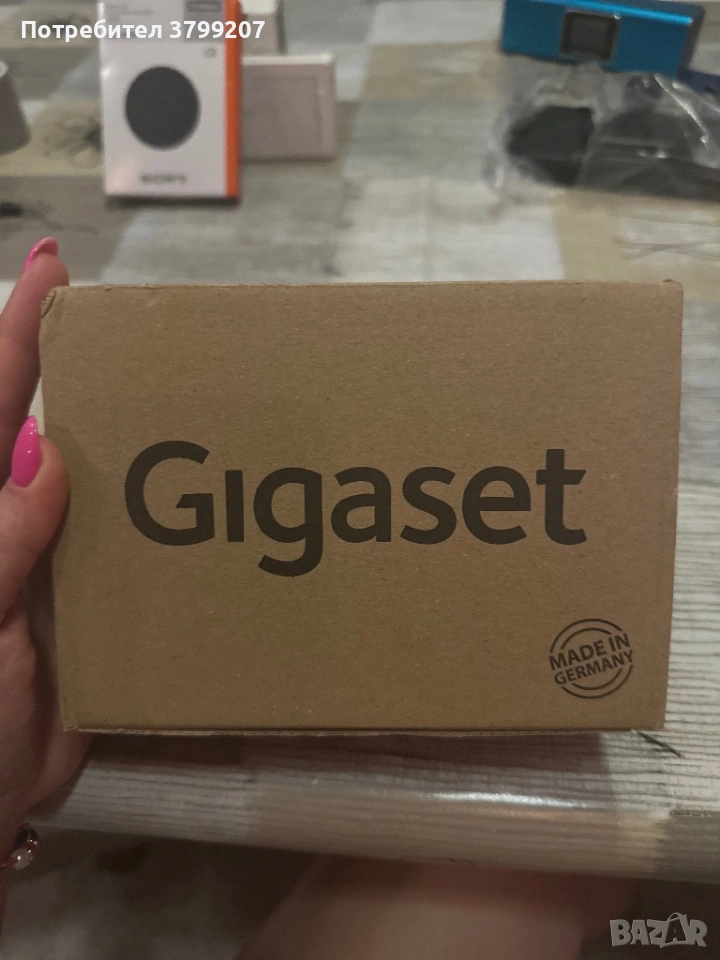 Потребител 3799207
SONY
Gigaset
MADE IN
GERMANY
BAZAR